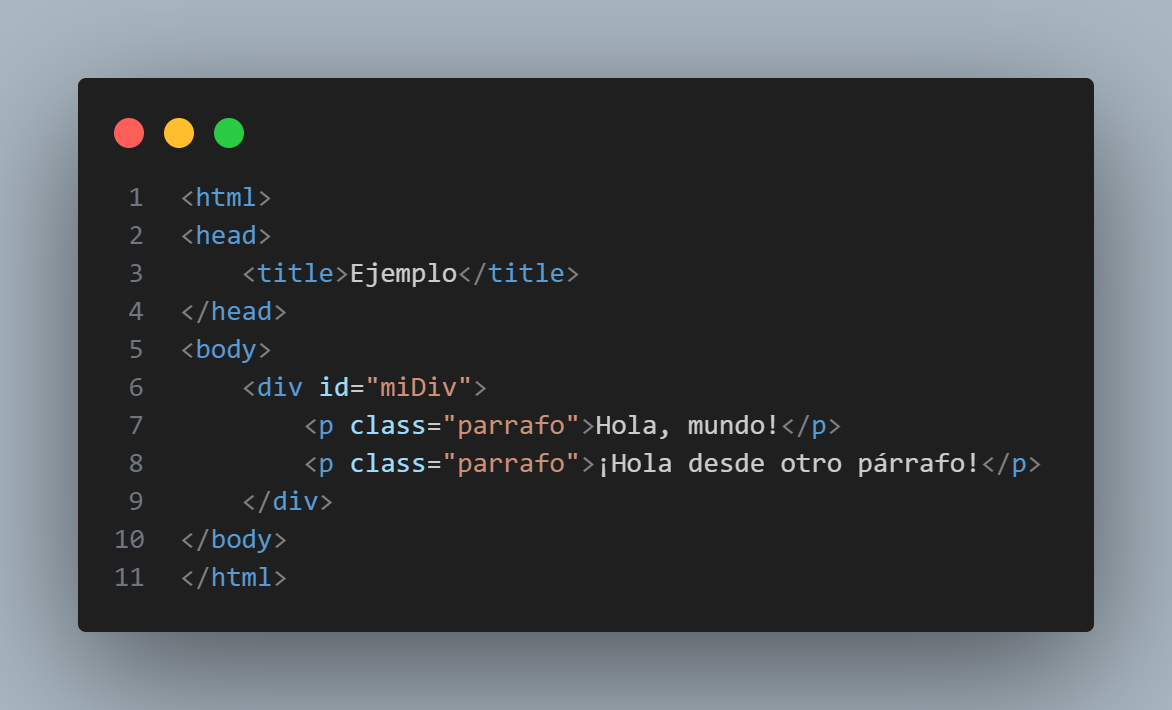 1 <html>
2 <head>
3     <title>Ejemplo</title>
4 </head>
5 <body>
6     <div id="miDiv">
7         <p class="parrafo">Hola, mundo!</p>
8         <p class="parrafo">¡Hola desde otro párrafo!</p>
9     </div>
10 </body>
11 </html>